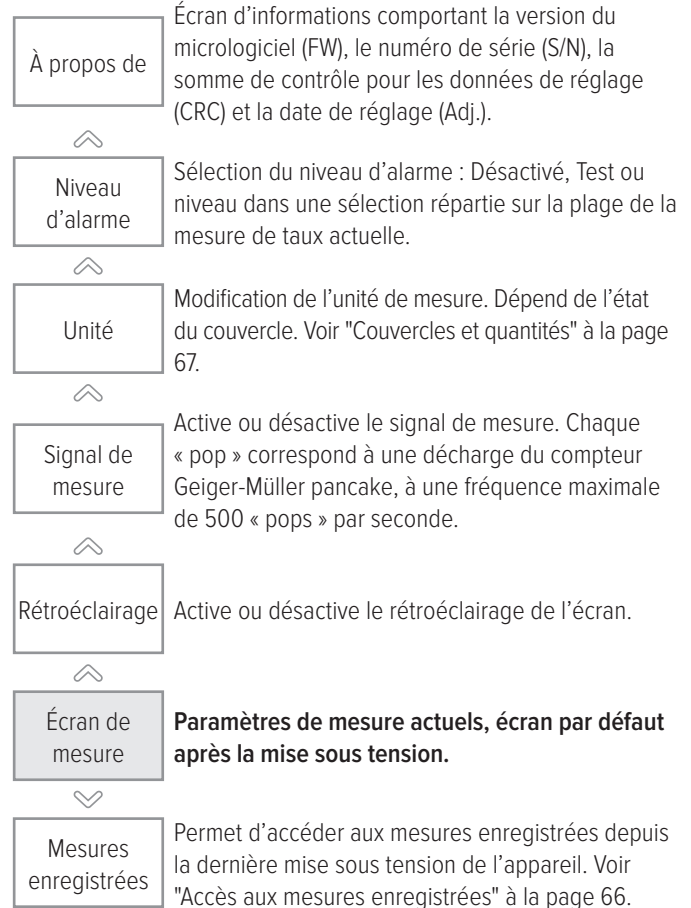 À propos de
Écran d’informations comportant la version du
micrologiciel (FW), le numéro de série (S/N), la
somme de contrôle pour les données de réglage
(CRC) et la date de réglage (Adj.).
Niveau
d’alarme
Sélection du niveau d’alarme : Désactivé, Test ou
niveau dans une sélection répartie sur la plage de la
mesure de taux actuelle.
Unité
Modification de l’unité de mesure. Dépend de l’état
du couvercle. Voir "Couvercles et quantités" à la page
67.
Signal de
mesure
Active ou désactive le signal de mesure. Chaque
« pop » correspond à une décharge du compteur
Geiger-Müller pancake, à une fréquence maximale
de 500 « pops » par seconde.
Rétroéclairage
Active ou désactive le rétroéclairage de l’écran.
Écran de
mesure
Paramètres de mesure actuels, écran par défaut
après la mise sous tension.
Mesures
enregistrées
Permet d’accéder aux mesures enregistrées depuis
la dernière mise sous tension de l’appareil. Voir
"Accès aux mesures enregistrées" à la page 66.